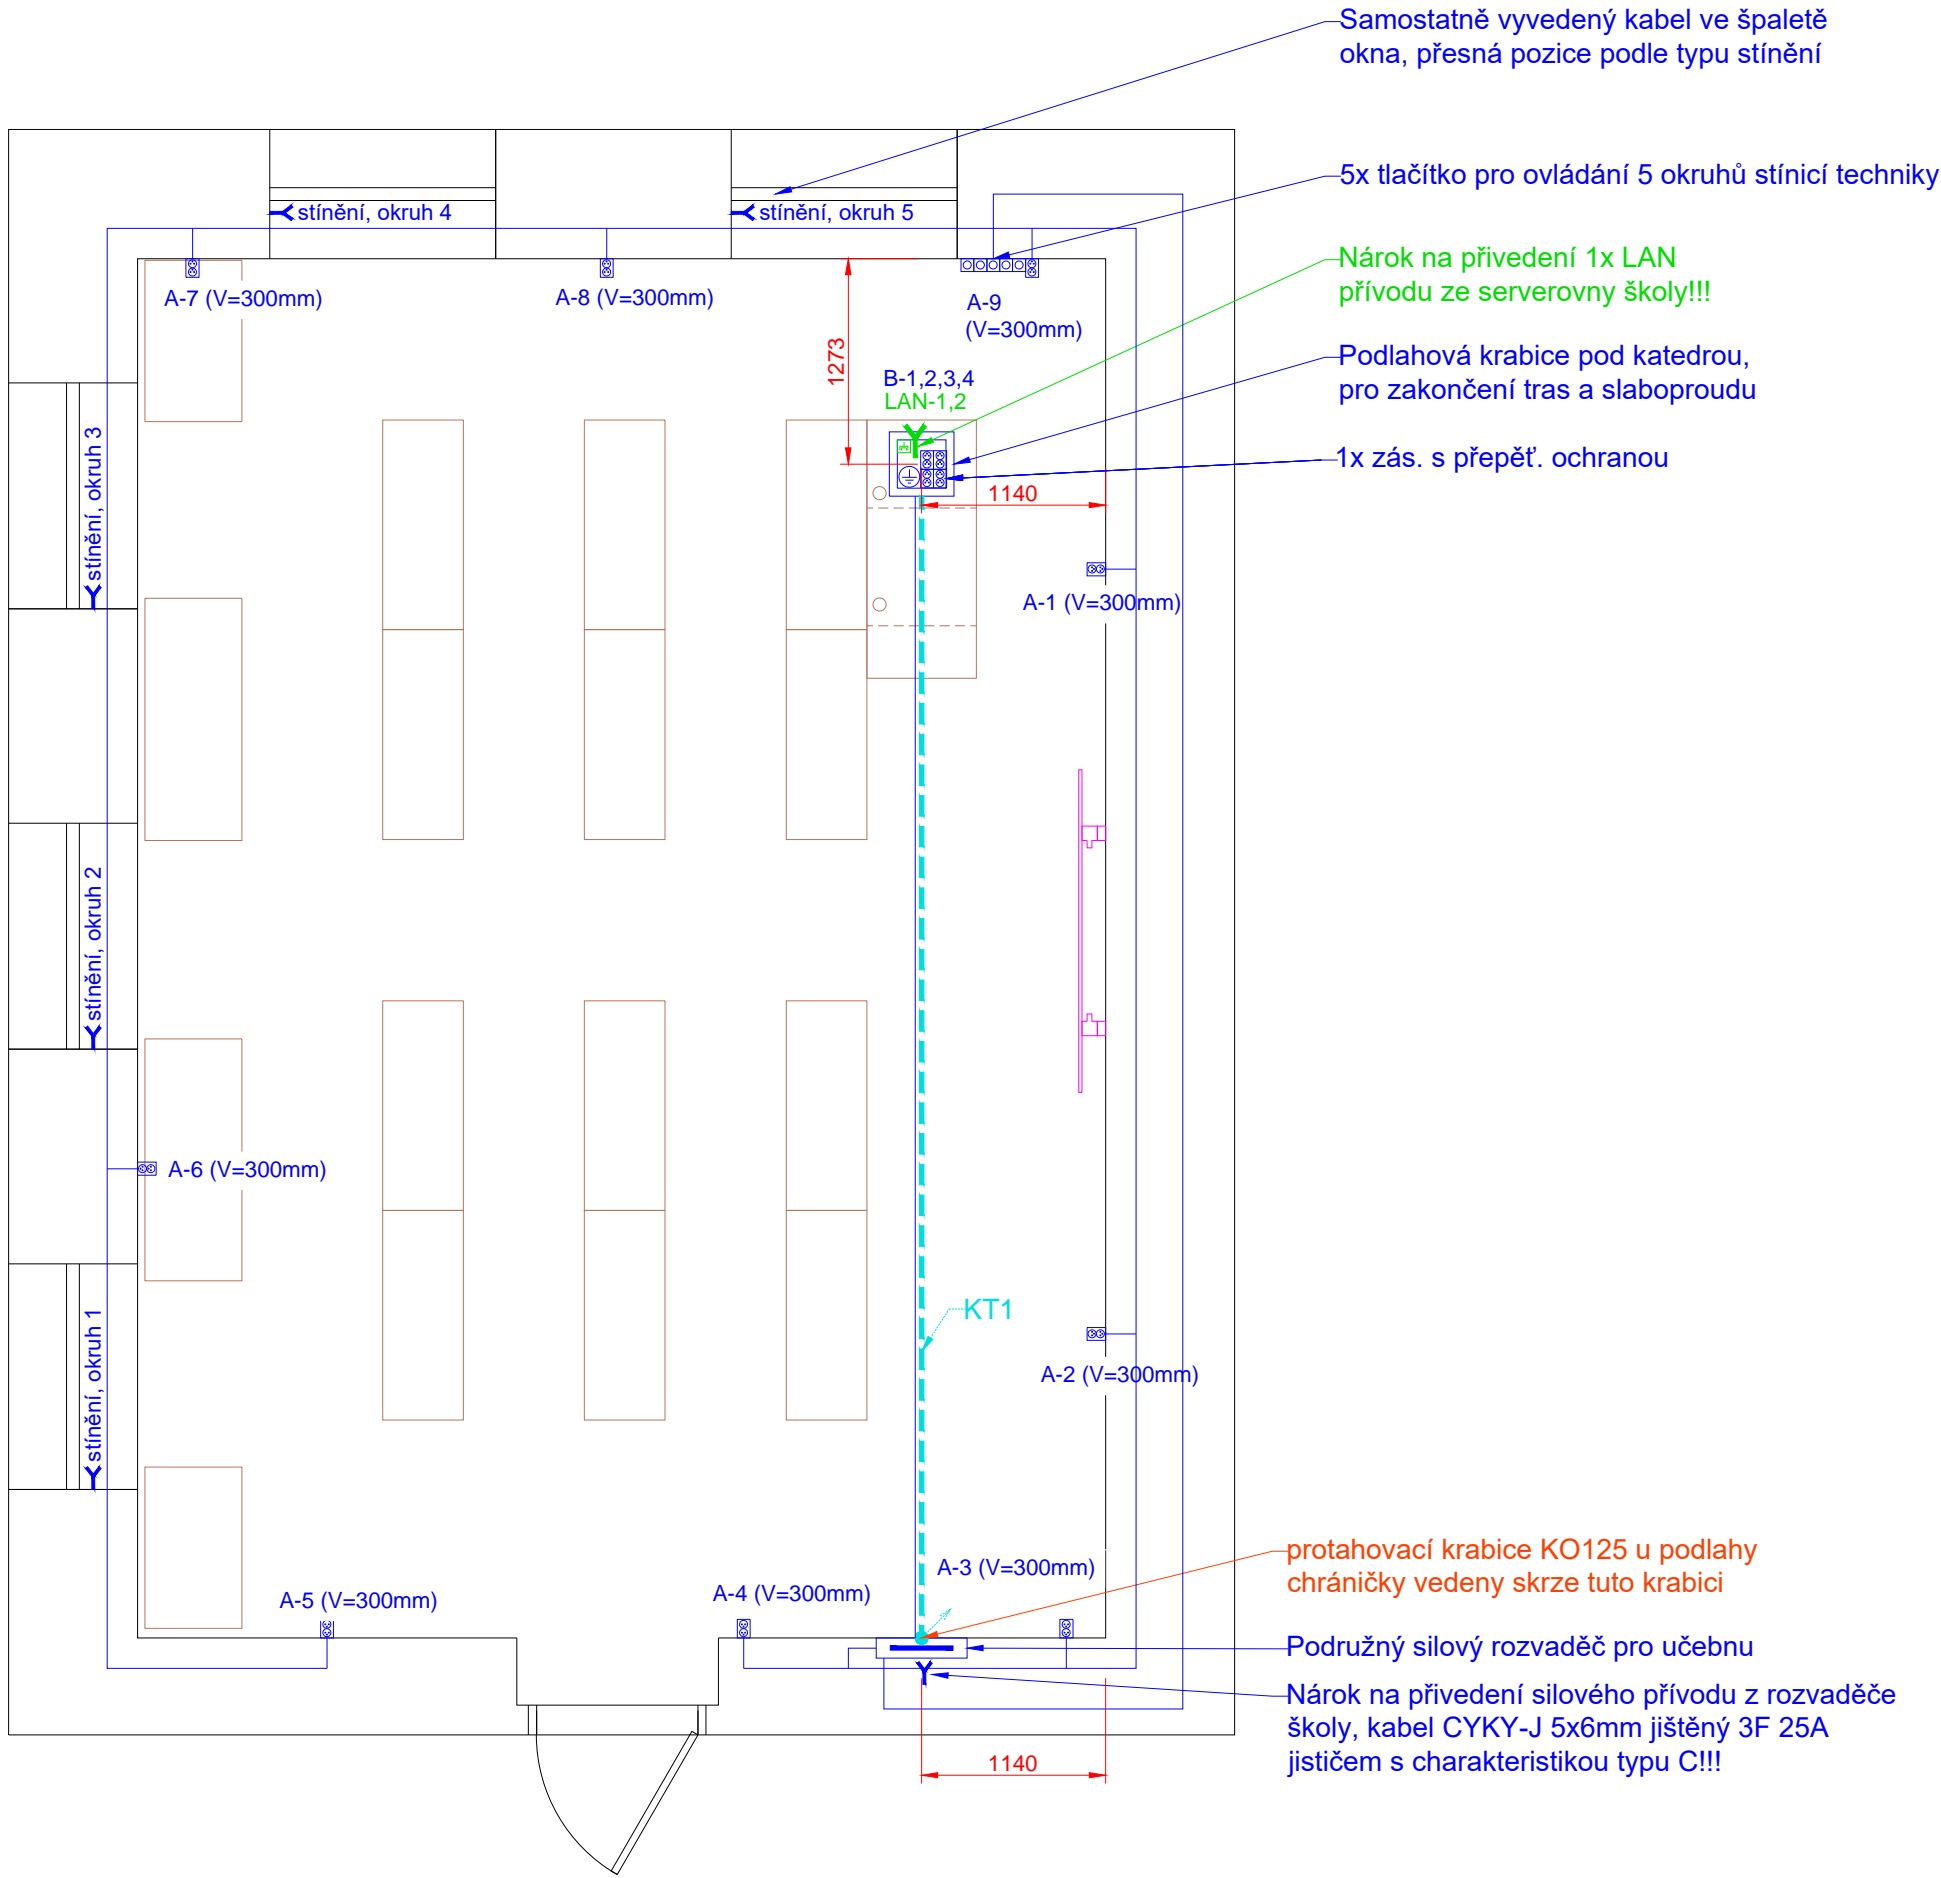 Samostatně vyvedený kabel ve špaletě
okna, přesná pozice podle typu stínění
5x tlačítko pro ovládání 5 okruhů stínicí techniky
stínění, okruh 4
stínění, okruh 5
Nárok na přivedení 1x LAN
přívodu ze serverovny školy!!!
A-7 (V=300mm)
A-8 (V=300mm)
A-9
(V=300mm)
1273
Podlahová krabice pod katedrou,
pro zakončení tras a slaboproudu
B-1,2,3,4
LAN-1,2
1x zás. s přepěť. ochranou
1140
stínění, okruh 3
A-1 (V=300mm)
stínění, okruh 2
A-6 (V=300mm)
KT1
stínění, okruh 1
A-2 (V=300mm)
protahovací krabice KO125 u podlahy
chráničky vedeny skrze tuto krabici
A-3 (V=300mm)
A-4 (V=300mm)
A-5 (V=300mm)
Podružný silový rozvaděč pro učebnu
Nárok na přivedení silového přívodu z rozvaděče
školy, kabel CYKY-J 5x6mm jištěný 3F 25A
jističem s charakteristikou typu C!!!
1140